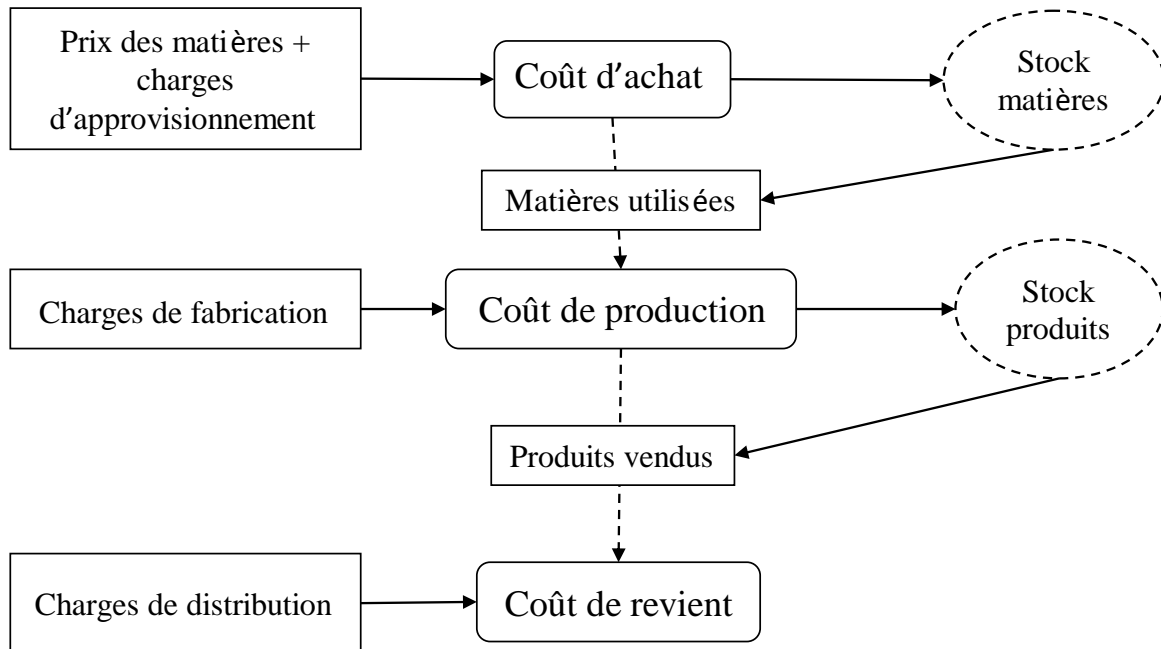 Prix des matières +
charges
d’approvisionnement
Coût d’achat
Stock
matières
Matières utilisées
Charges de fabrication
Coût de production
Stock
produits
Produits vendus
Charges de distribution
Coût de revient